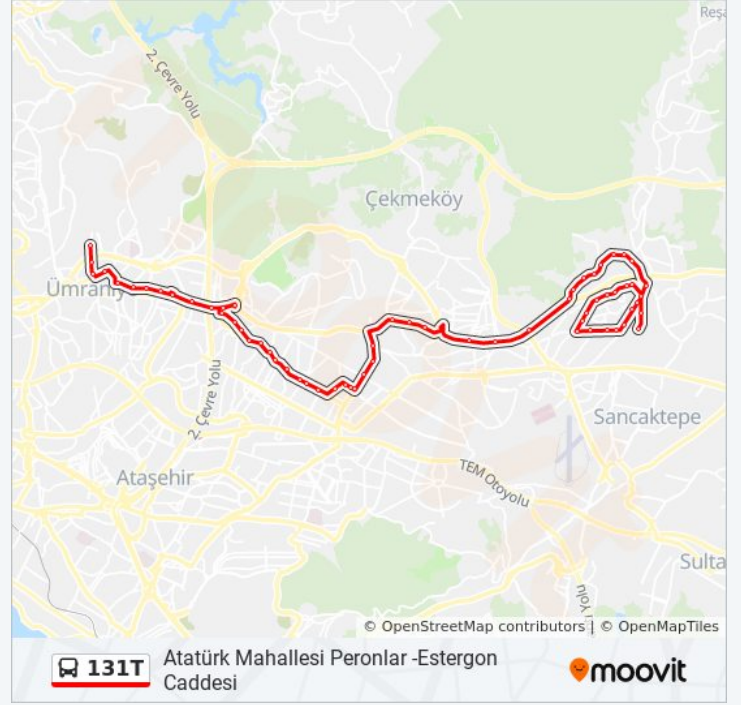 Reşa
2. Çevre Yolu
Çekmeköy
Ümraniy
2. Çevre Yolu
Sancaktepe
Ataşehir
TEM Otoyolu
Sulta
Yolu
© OpenStreetMap contributors | © OpenMapTiles
131T
Atatürk Mahallesi Peronlar -Estergon
Caddesi
moovit